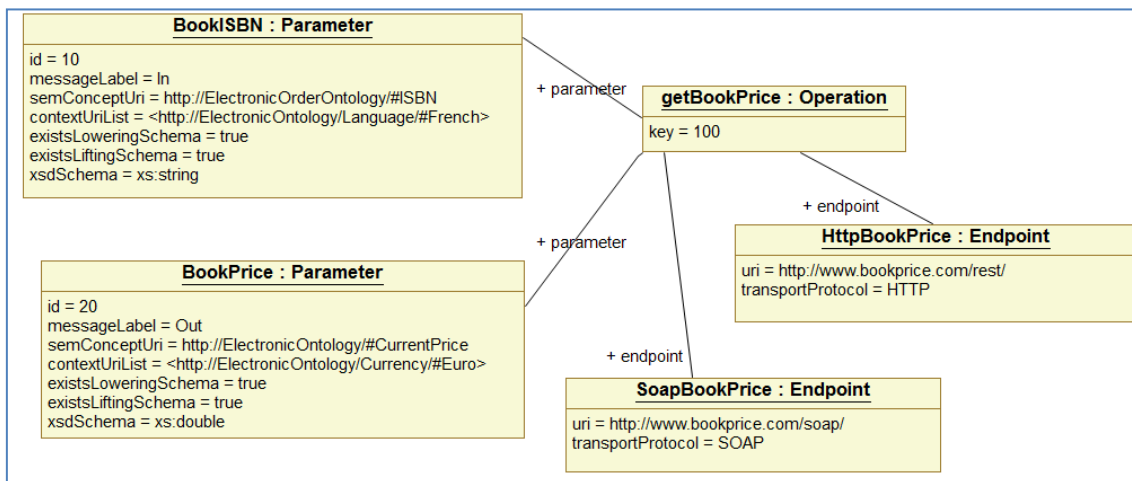 BookISBN : Parameter
id = 10
messageLabel = In
semConceptUri = http://ElectronicOrderOntology/#ISBN
contextUriList = <http://ElectronicOntology/Language/#French>
existsLoweringSchema = true
existsLiftingSchema = true
xsdSchema = xs:string
+ parameter
getBookPrice : Operation
key = 100
+ parameter
+ endpoint
HttpBookPrice : Endpoint
uri = http://www.bookprice.com/rest/
transportProtocol = HTTP
BookPrice : Parameter
id = 20
messageLabel = Out
semConceptUri = http://ElectronicOntology/#CurrentPrice
contextUriList = <http://ElectronicOntology/Currency/#Euro>
existsLoweringSchema = true
existsLiftingSchema = true
xsdSchema = xs:double
+ endpoint
SoapBookPrice : Endpoint
uri = http://www.bookprice.com/soap/
transportProtocol = SOAP